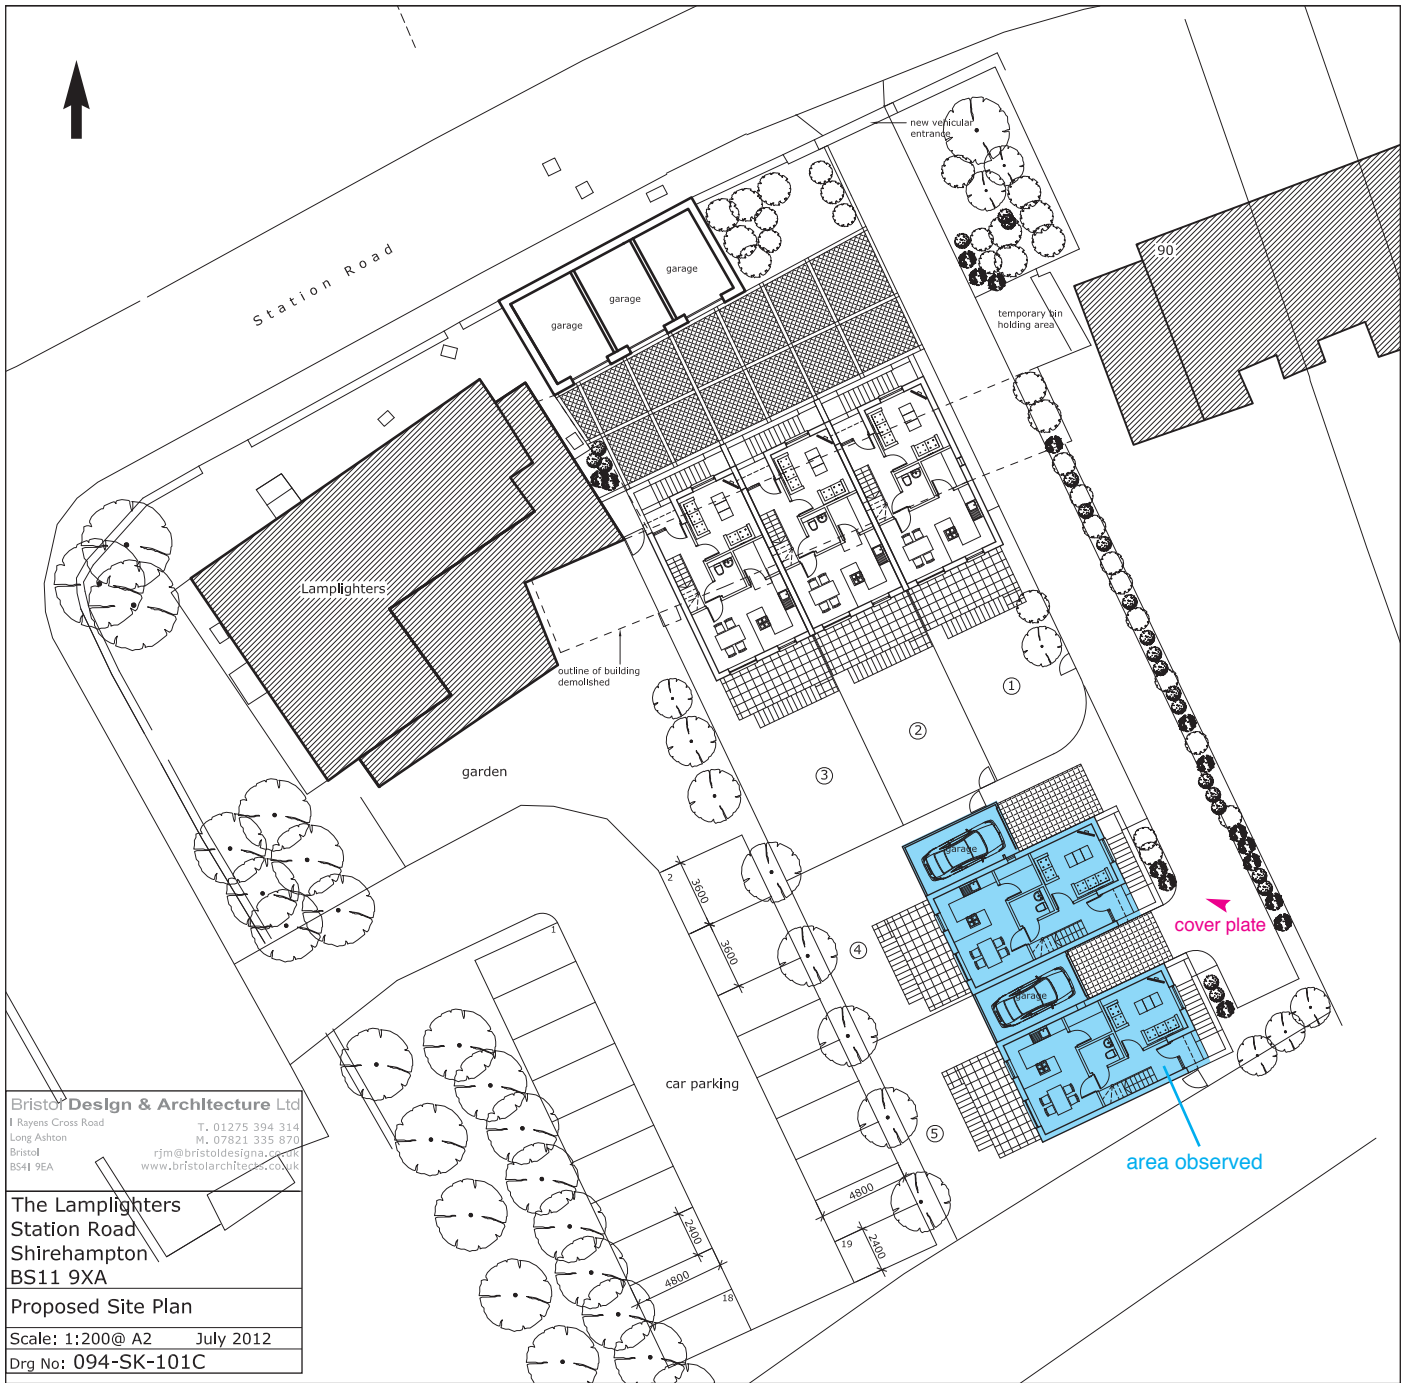 new vehicular
entrance
Station Road
garage
garage
garage
90
temporary bin
holding area
Lamplighters
outline of building
demolished
garden
1
2
3
garage
2
3600
3600
1
4
cover plate
garage
car parking
5
area observed
4800
19
2400
2400
4800
18
Bristol Design & Architecture Ltd
1 Rayens Cross Road
Long Ashton
Bristol
BS41 9EA
T. 01275 394 314
M. 07821 335 870
rjm@bristoldesigna.co.uk
www.bristolarchitects.co.uk
The Lamplighters
Station Road
Shirehampton
BS11 9XA
Proposed Site Plan
Scale: 1:200@ A2 July 2012
Drg No: 094-SK-101C